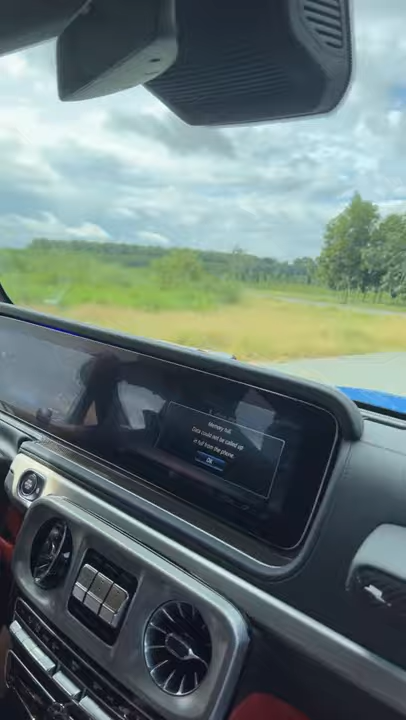 Memory full.
Data could not be called up
in full from the phone.
OK